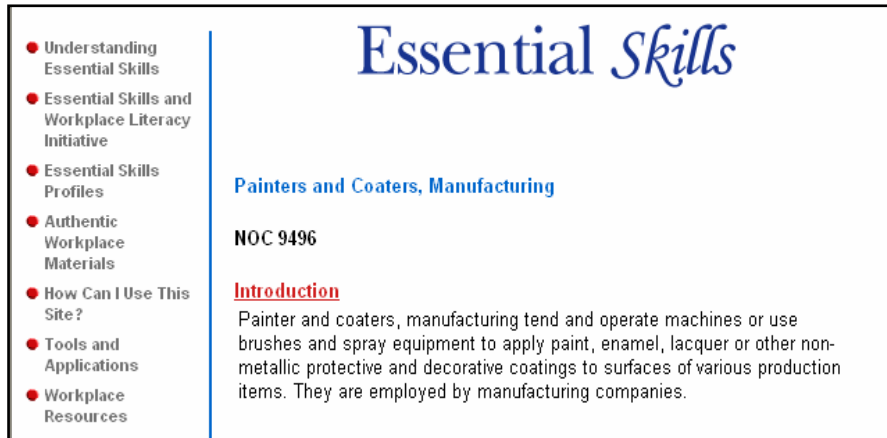 Understanding
Essential Skills
Essential Skills and
Workplace Literacy
Initiative
Essential Skills
Profiles
Authentic
Workplace
Materials
How Can I Use This
Site?
Tools and
Applications
Workplace
Resources
Essential Skills
Painters and Coaters, Manufacturing
NOC 9496
Introduction
Painter and coaters, manufacturing tend and operate machines or use
brushes and spray equipment to apply paint, enamel, lacquer or other non-
metallic protective and decorative coatings to surfaces of various production
items. They are employed by manufacturing companies.